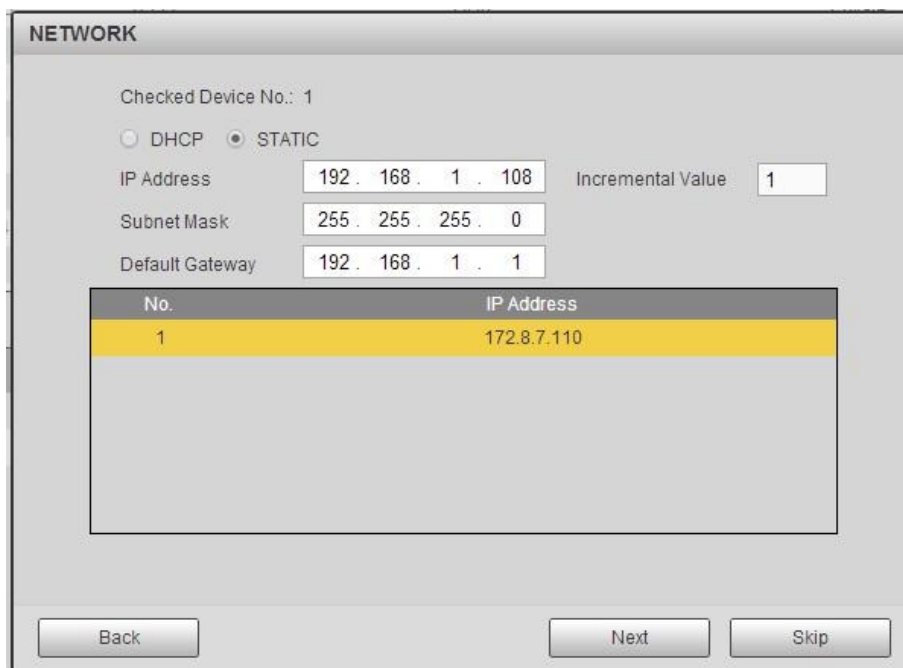 NETWORK
Checked Device No.: 1
DHCP STATIC
IP Address 192 . 168 . 1 . 108 Incremental Value 1
Subnet Mask 255 . 255 . 255 . 0
Default Gateway 192 . 168 . 1 . 1
No. IP Address
1 172.8.7.110
Back Next Skip